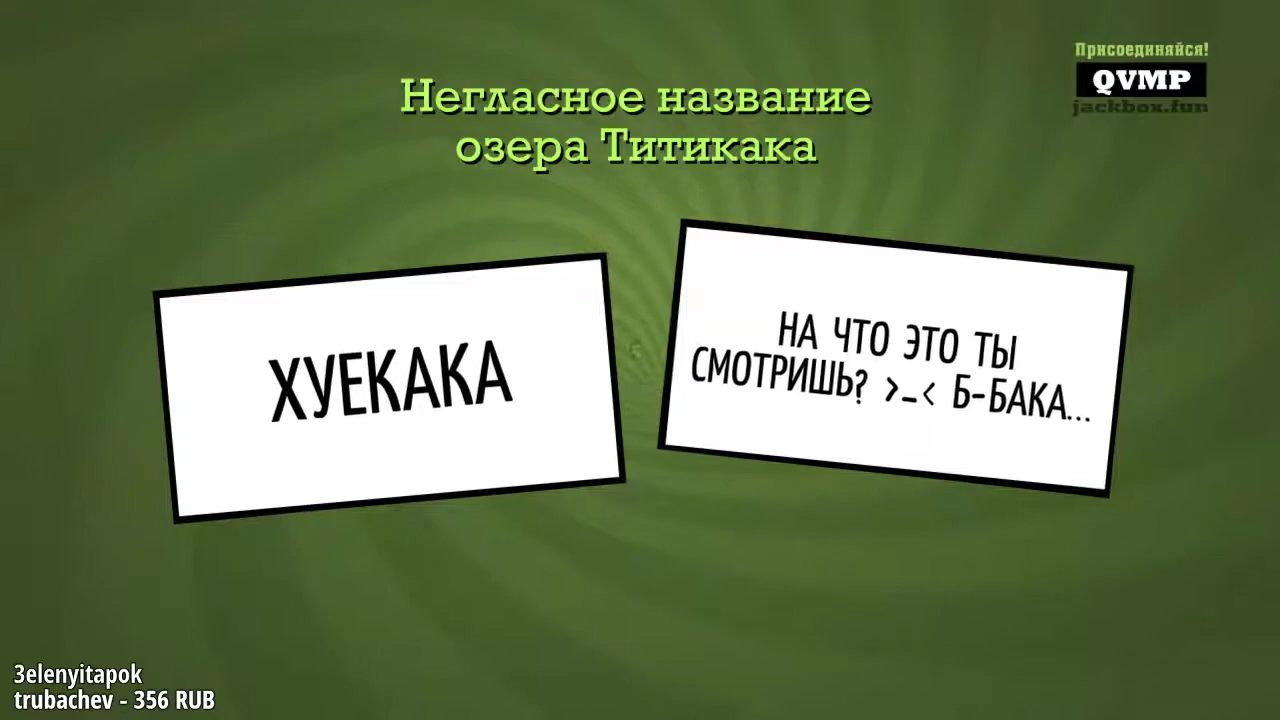 Присоединяйся!
QVMP
jackbox.fun
Негласное название
озера Титикака
ХУЕКАКА
НА ЧТО ЭТО ТЫ
СМОТРИШЬ? >_< Б-БАКА...
3elenyitapok
trubachev - 356 RUB